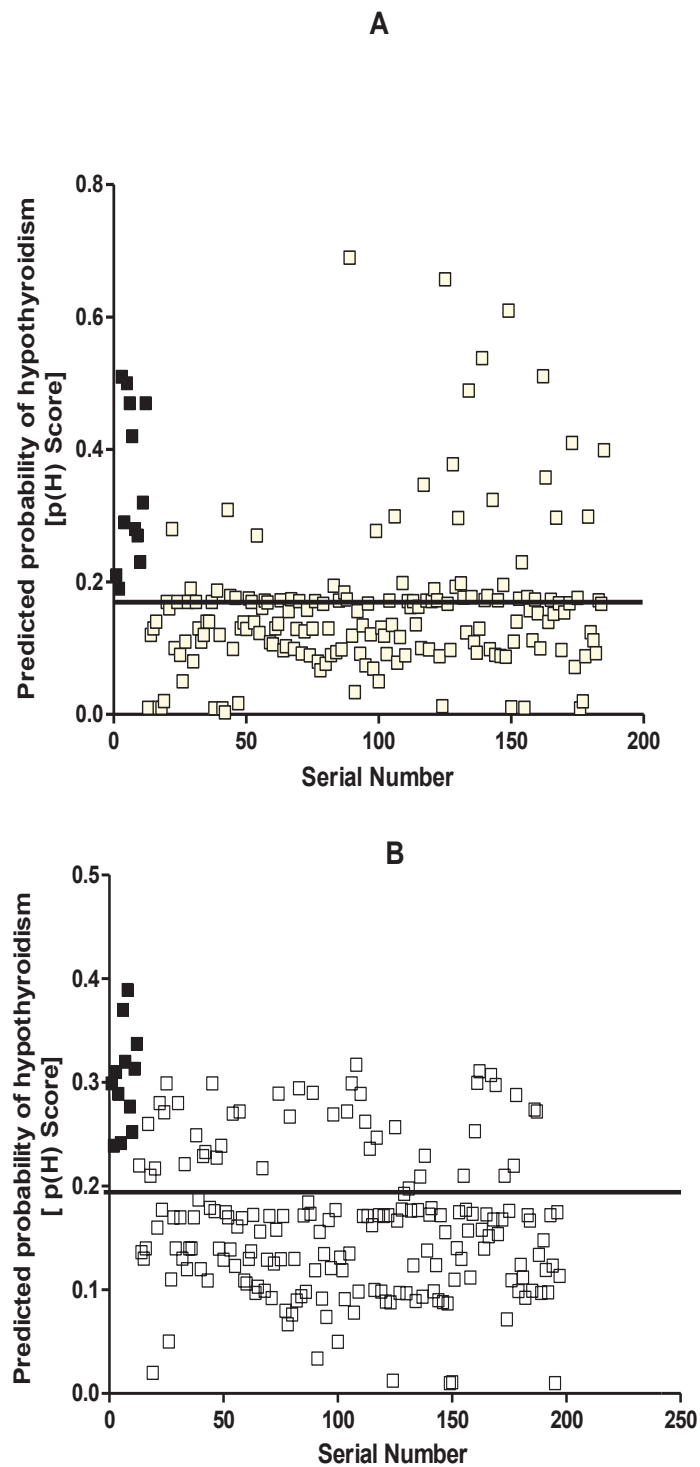 A
Predicted probability of hypothyroidism
[p(H) Score]
0.8
0.6
0.4
0.2
0.0
0 50 100 150 200
Serial Number
B
Predicted probability of hypothyroidism
[ p(H) Score]
0.5
0.4
0.3
0.2
0.1
0.0
0 50 100 150 200 250
Serial Number